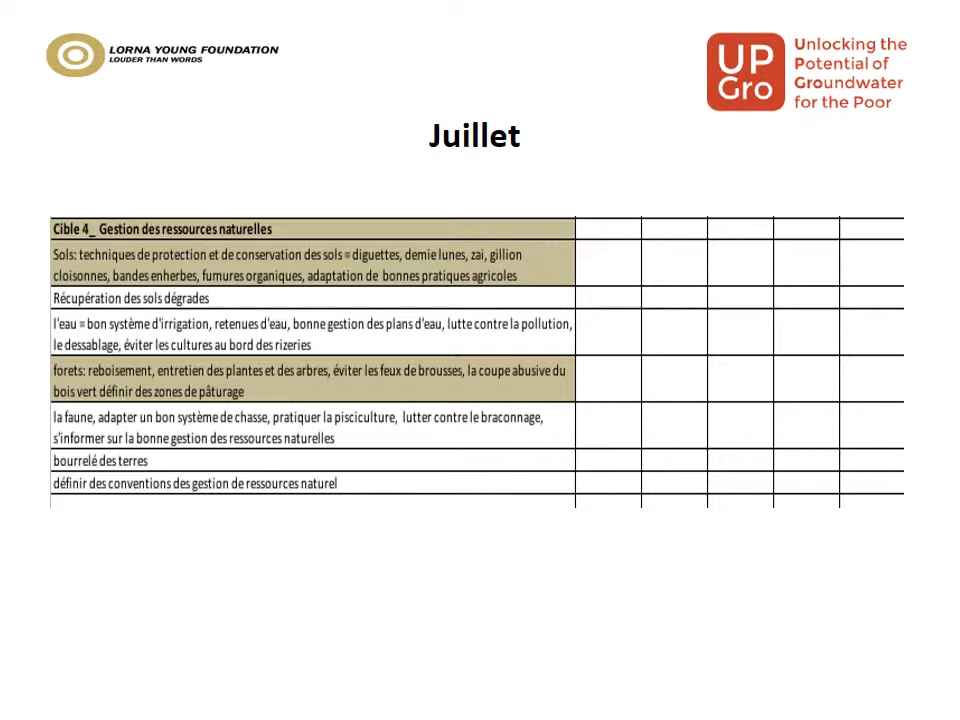 LORNA YOUNG FOUNDATION
LOUDER THAN WORDS
UP
Gro
Unlocking the
Potential of
Groundwater
for the Poor
Juillet
Cible 4_ Gestion des ressources naturelles
Sols: techniques de protection et de conservation des sols = diguettes, demie lunes, zai, gillion
cloisonnes, bandes enherbes, fumures organiques, adaptation de bonnes pratiques agricoles
Récupération des sols dégrades
l'eau = bon système d'irrigation, retenues d'eau, bonne gestion des plans d'eau, lutte contre la pollution,
le dessablage, éviter les cultures au bord des rizeries
forets: reboisement, entretien des plantes et des arbres, éviter les feux de brousses, la coupe abusive du
bois vert définir des zones de pâturage
la faune, adapter un bon système de chasse, pratiquer la pisciculture, lutter contre le braconnage,
s'informer sur la bonne gestion des ressources naturelles
bourrelé des terres
définir des conventions des gestion de ressources naturel